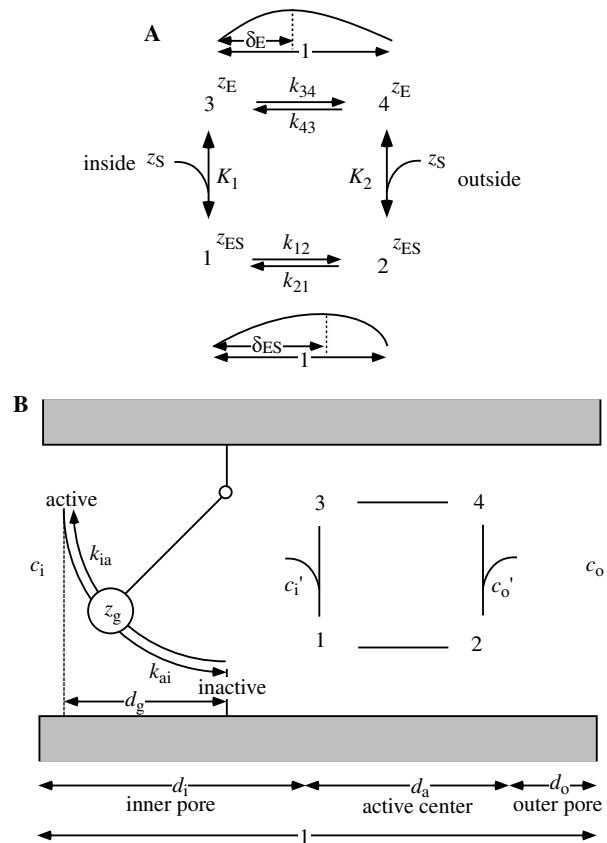 A
δE
1
3 zE
k34
k43
4 zE
inside zS
K1
K2
zS outside
1 zES
k12
k21
2 zES
δES
1
B
active
ci
kia
zg
kai
inactive
dg
3
4
ci'
co'
co
1
2
di
da
do
inner pore
active center
outer pore
1